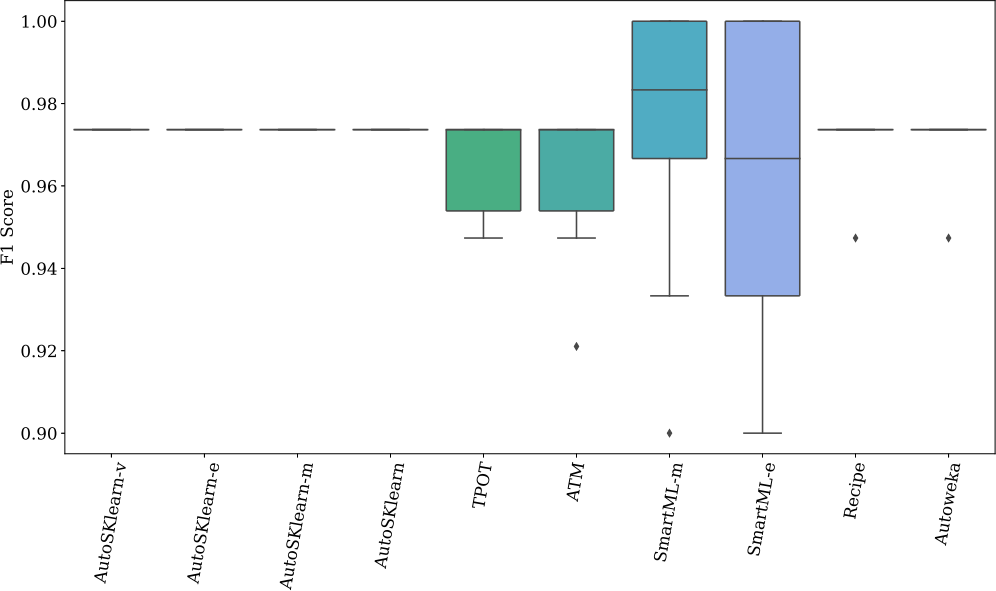 1.00
0.98
0.96
0.94
0.92
0.90
F1 Score
AutoSKlearn-v
AutoSKlearn-e
AutoSKlearn-m
AutoSKlearn
TPOT
ATM
SmartML-m
SmartML-e
Recipe
Autoweka